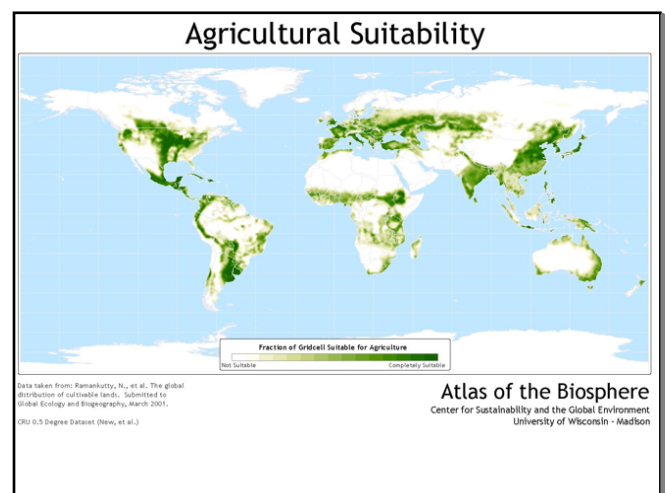 Agricultural Suitability
Fraction of Gridcell Suitable for Agriculture
Not Suitable
Completely Suitable
Data taken from: Ramankutty, N., et al. The global
distribution of cultivable lands. Submitted to
Global Ecology and Biogeography, March 2001.
CRU 0.5 Degree Dataset (New, et al.)
Atlas of the Biosphere
Center for Sustainability and the Global Environment
University of Wisconsin - Madison